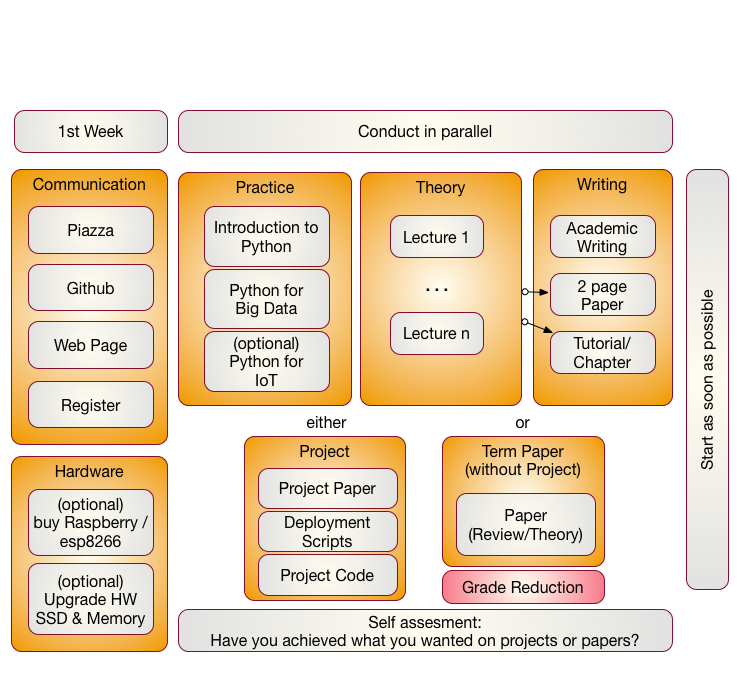 1st Week
Conduct in parallel
Communication
Piazza
Github
Web Page
Register
Practice
Introduction to
Python
Python for
Big Data
(optional)
Python for
IoT
Theory
Lecture 1
...
Lecture n
Writing
Academic
Writing
2 page
Paper
Tutorial/
Chapter
Start as soon as possible
Hardware
(optional)
buy Raspberry /
esp8266
(optional)
Upgrade HW
SSD & Memory
either
Project
Project Paper
Deployment
Scripts
Project Code
or
Term Paper
(without Project)
Paper
(Review/Theory)
Grade Reduction
Self assesment:
Have you achieved what you wanted on projects or papers?